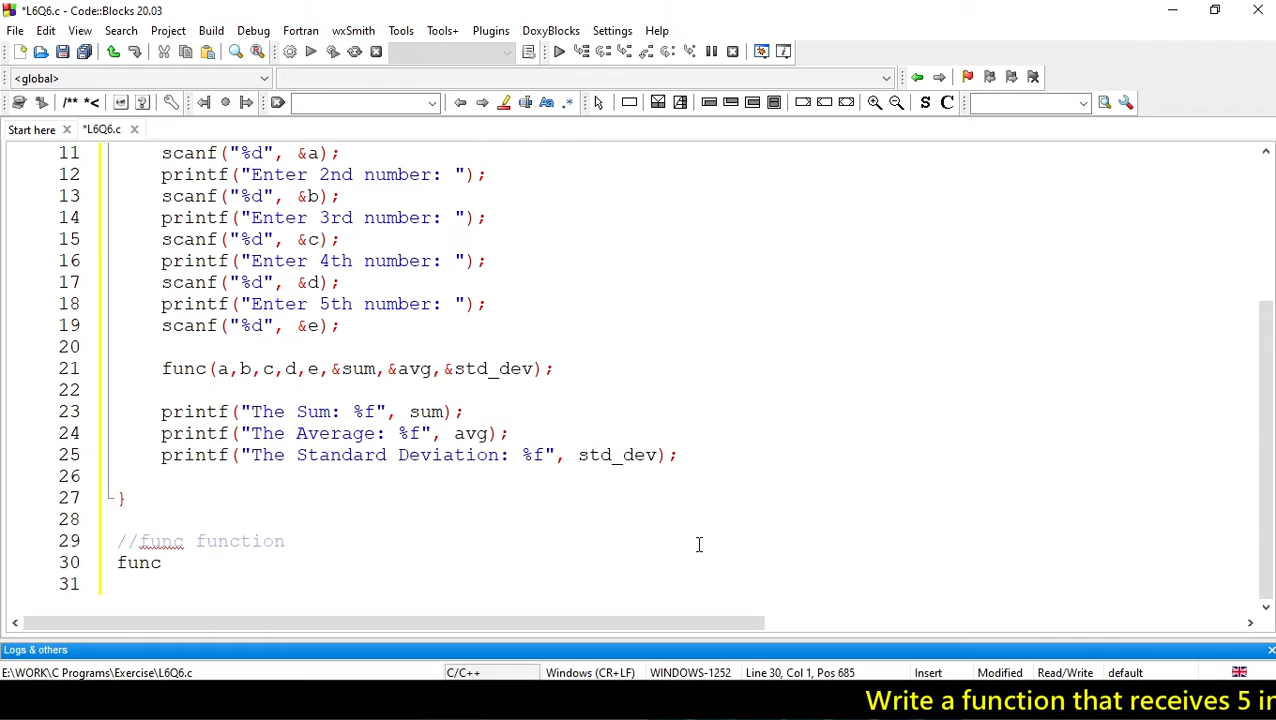 *L6Q6.c - Code::Blocks 20.03
File Edit View Search Project Build Debug Fortran wxSmith Tools Tools+ Plugins DoxyBlocks Settings Help
<global>
/** *<
S C
Start here *L6Q6.c
11 scanf("%d", &a);
12 printf("Enter 2nd number: ");
13 scanf("%d", &b);
14 printf("Enter 3rd number: ");
15 scanf("%d", &c);
16 printf("Enter 4th number: ");
17 scanf("%d", &d);
18 printf("Enter 5th number: ");
19 scanf("%d", &e);
20
21 func(a,b,c,d,e,&sum,&avg,&std_dev);
22
23 printf("The Sum: %f", sum);
24 printf("The Average: %f", avg);
25 printf("The Standard Deviation: %f", std_dev);
26
27 }
28
29 //func function
30 func
31
Logs & others
E:\WORK\C Programs\Exercise\L6Q6.c C/C++ Windows (CR+LF) WINDOWS-1252 Line 30, Col 1, Pos 685 Insert Modified Read/Write default
Write a function that receives 5 in